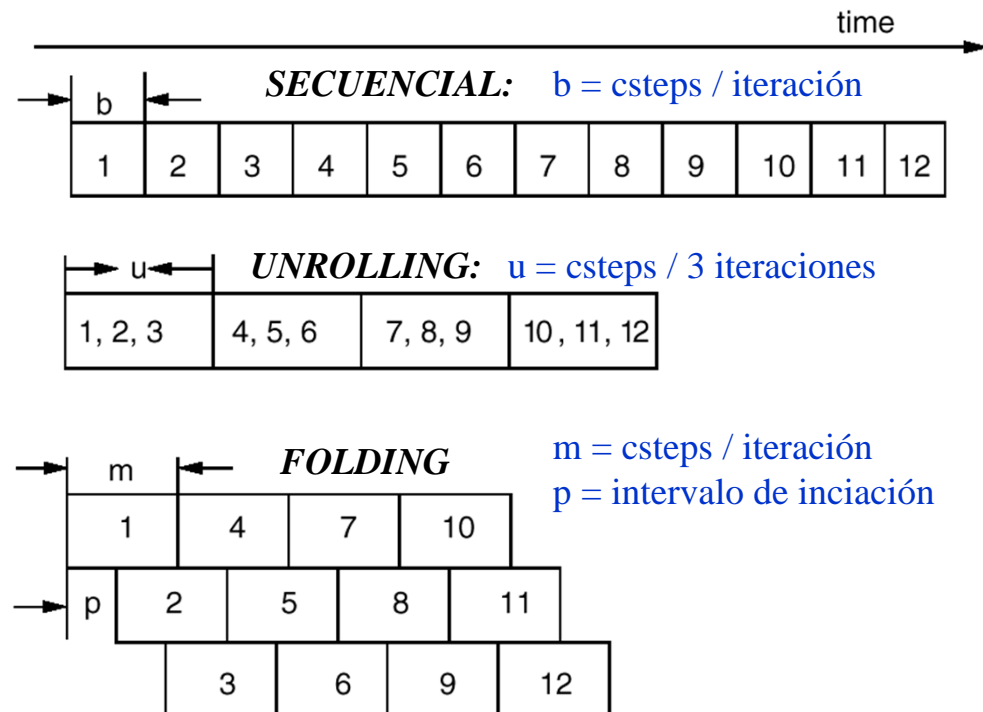 time
SECUENCIAL: b = csteps / iteración
b
1 2 3 4 5 6 7 8 9 10 11 12
u UNROLLING: u = csteps / 3 iteraciones
1, 2, 3 4, 5, 6 7, 8, 9 10, 11, 12
m FOLDING m = csteps / iteración
p = intervalo de inciación
1 4 7 10
p 2 5 8 11
3 6 9 12